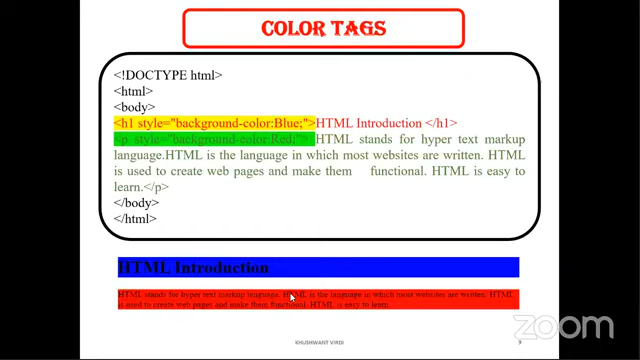 COLOR TAGS
<!DOCTYPE html>
<html>
<body>
<h1 style="background-color:Blue;">HTML Introduction </h1>
<p style="background-color:Red;"> HTML stands for hyper text markup
language.HTML is the language in which most websites are written. HTML
is used to create web pages and make them functional. HTML is easy to
learn.</p>
</body>
</html>
HTML Introduction
HTML stands for hyper text markup language. HTML is the language in which most websites are written. HTML
is used to create web pages and make them functional. HTML is easy to learn.
KHUSHWANT VIRDI
9
zoom